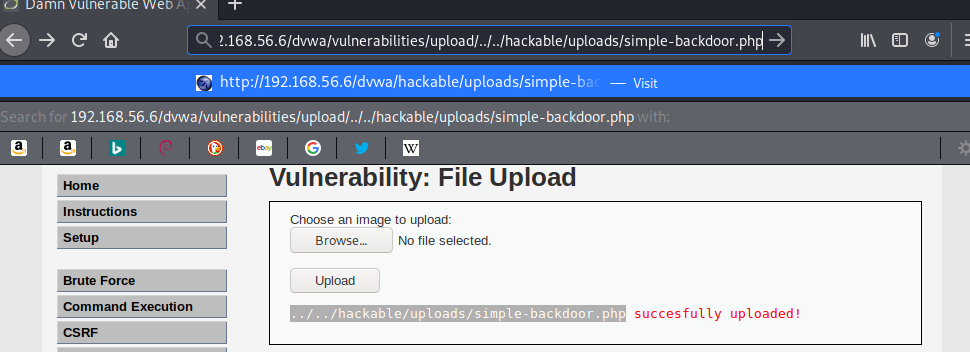 Damn Vulnerable Web Ap
2.168.56.6/dvwa/vulnerabilities/upload/../../hackable/uploads/simple-backdoor.php
http://192.168.56.6/dvwa/hackable/uploads/simple-bac — Visit
Search for 192.168.56.6/dvwa/vulnerabilities/upload/../../hackable/uploads/simple-backdoor.php with:
a
a
b
ebay
G
W
Vulnerability: File Upload
Home
Instructions
Setup
Brute Force
Command Execution
CSRF
Choose an image to upload:
Browse... No file selected.
Upload
../../hackable/uploads/simple-backdoor.php succesfully uploaded!